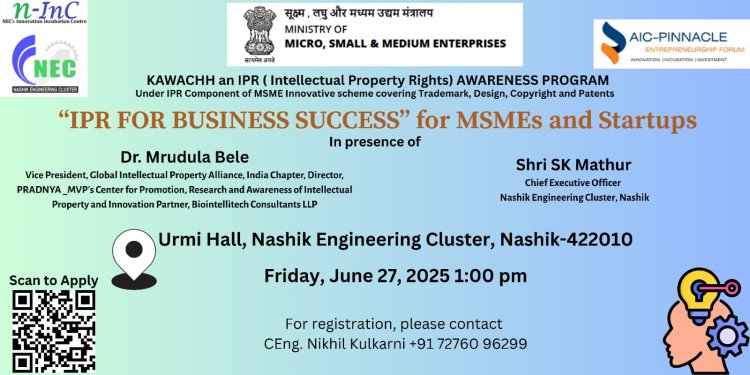 n-InC
NEC's Innovation Incubation Centre
NEC
NASHIK ENGINEERING CLUSTER
सूक्ष्म , लघु और मध्यम उद्यम मंत्रालय
MINISTRY OF
MICRO, SMALL & MEDIUM ENTERPRISES
सत्यमेव जयते
AIC-PINNACLE
ENTREPRENEURSHIP FORUM
INNOVATION | INCUBATION | INVESTMENT
KAWACHH an IPR ( Intellectual Property Rights) AWARENESS PROGRAM
Under IPR Component of MSME Innovative scheme covering Trademark, Design, Copyright and Patents
“IPR FOR BUSINESS SUCCESS” for MSMEs and Startups
In presence of
Dr. Mrudula Bele
Vice President, Global Intellectual Property Alliance, India Chapter, Director,
PRADNYA _MVP's Center for Promotion, Research and Awareness of Intellectual
Property and Innovation Partner, Biointellitech Consultants LLP
Shri SK Mathur
Chief Executive Officer
Nashik Engineering Cluster, Nashik
Urmi Hall, Nashik Engineering Cluster, Nashik-422010
Friday, June 27, 2025 1:00 pm
Scan to Apply
For registration, please contact
CEng. Nikhil Kulkarni +91 72760 96299